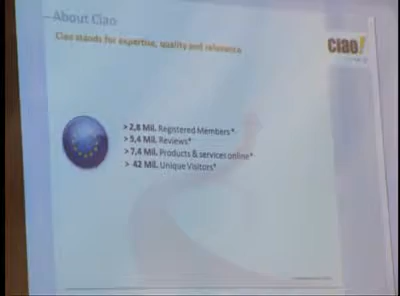 About Ciao
Ciao stands for expertise, quality and relevance
ciao!
> 2,8 Mil. Registered Members*
> 5,4 Mil. Reviews*
> 7,4 Mil. Products & services online*
> 42 Mil. Unique Visitors*